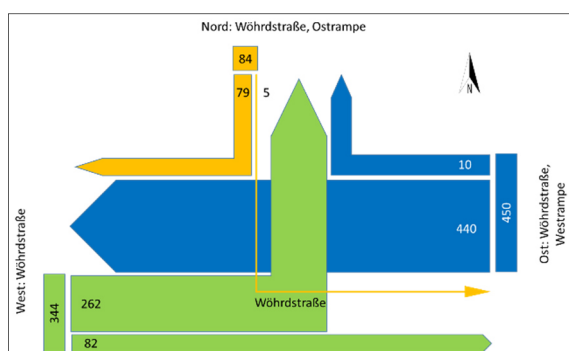 Nord: Wöhrdstraße, Ostrampe
84
79
5
N
10
440
450
Ost: Wöhrdstraße,
Westrampe
West: Wöhrdstraße
344
262
Wöhrdstraße
82